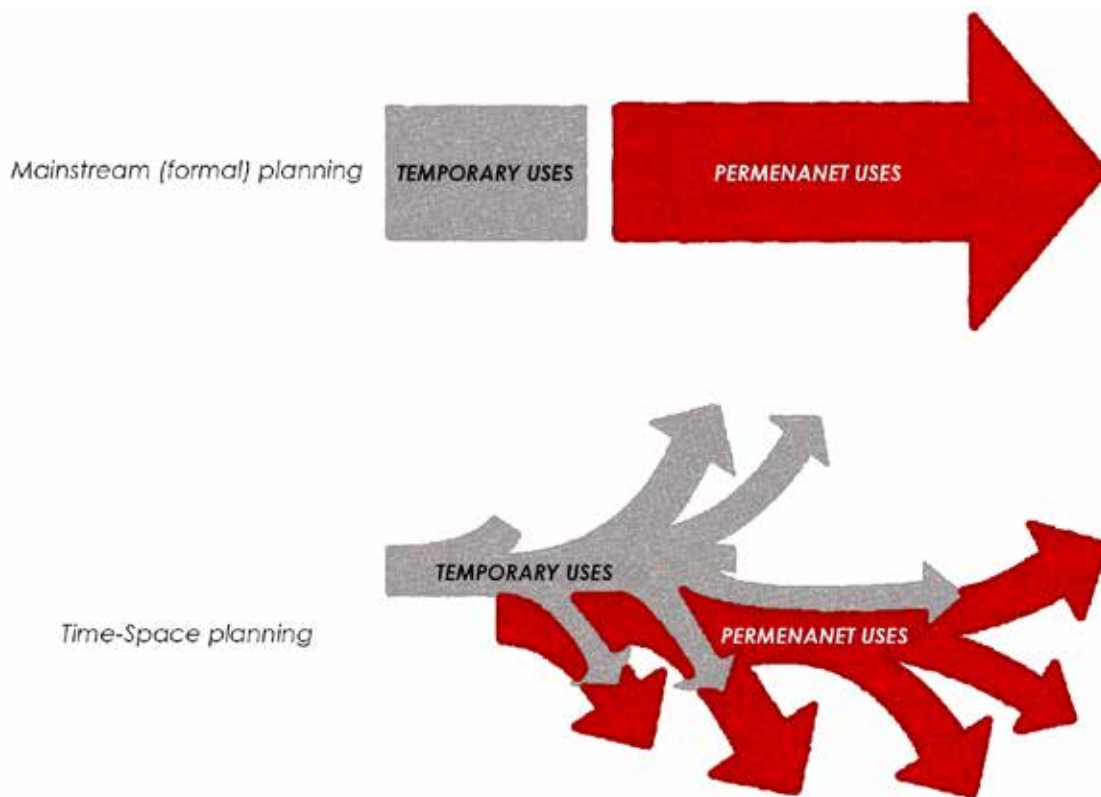 Mainstream (formal) planning
TEMPORARY USES
PERMENANET USES
TEMPORARY USES
Time-Space planning
PERMENANET USES